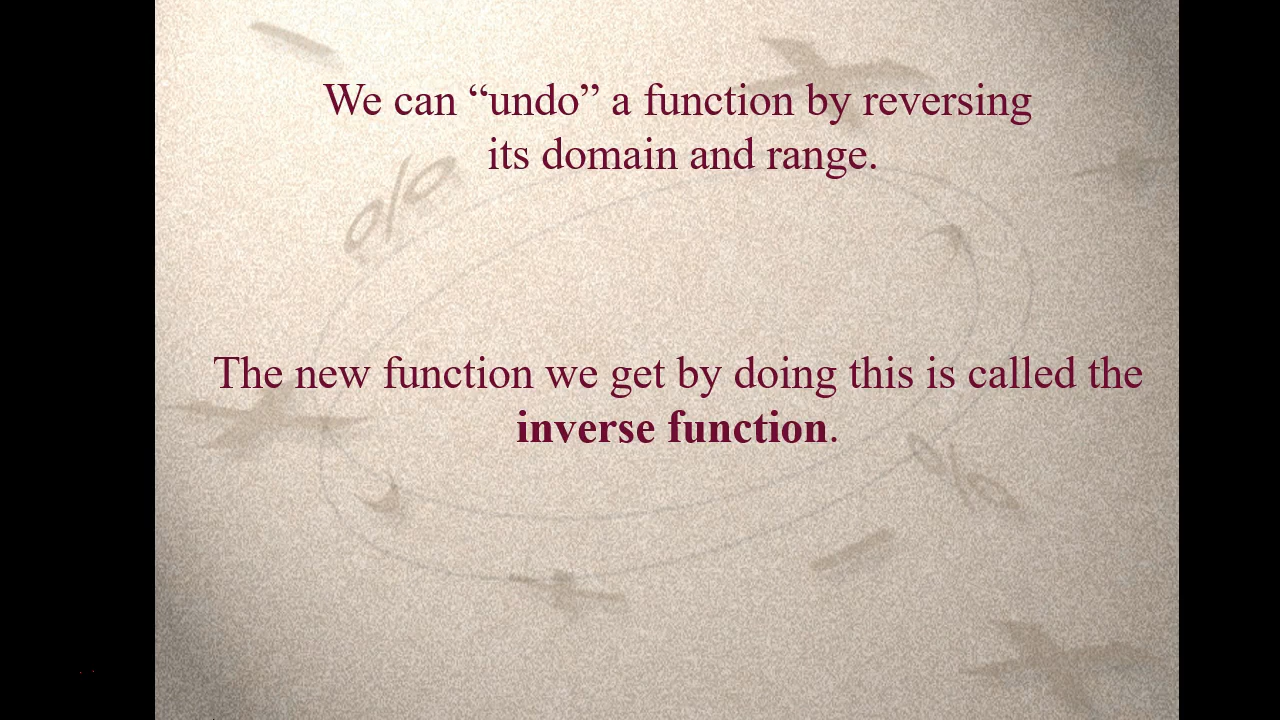 We can “undo” a function by reversing
its domain and range.
The new function we get by doing this is called the
inverse function.